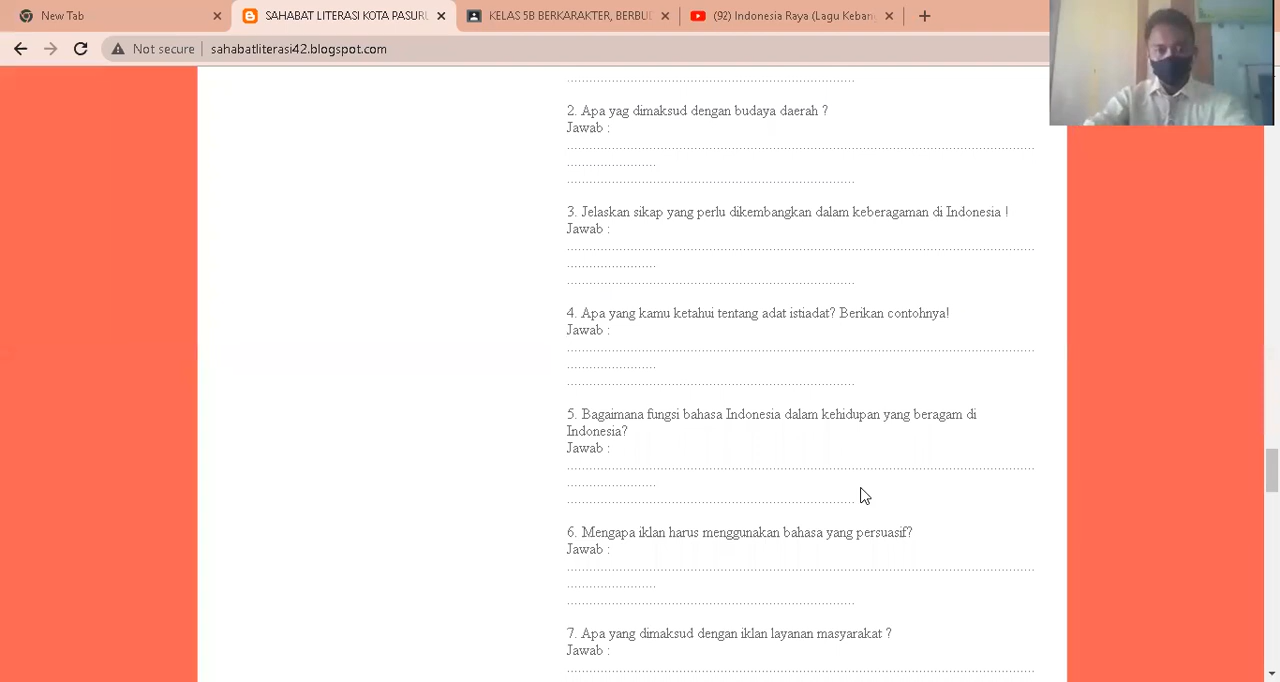 New Tab
SAHABAT LITERASI KOTA PASURU
KELAS 5B BERKARAKTER, BERBUD
(92) Indonesia Raya (Lagu Kebang
Not secure
sahabatliterasi42.blogspot.com
2. Apa yag dimaksud dengan budaya daerah ?
Jawab :
3. Jelaskan sikap yang perlu dikembangkan dalam keberagaman di Indonesia !
Jawab :
4. Apa yang kamu ketahui tentang adat istiadat? Berikan contohnya!
Jawab :
5. Bagaimana fungsi bahasa Indonesia dalam kehidupan yang beragam di
Indonesia?
Jawab :
6. Mengapa iklan harus menggunakan bahasa yang persuasif?
Jawab :
7. Apa yang dimaksud dengan iklan layanan masyarakat ?
Jawab :